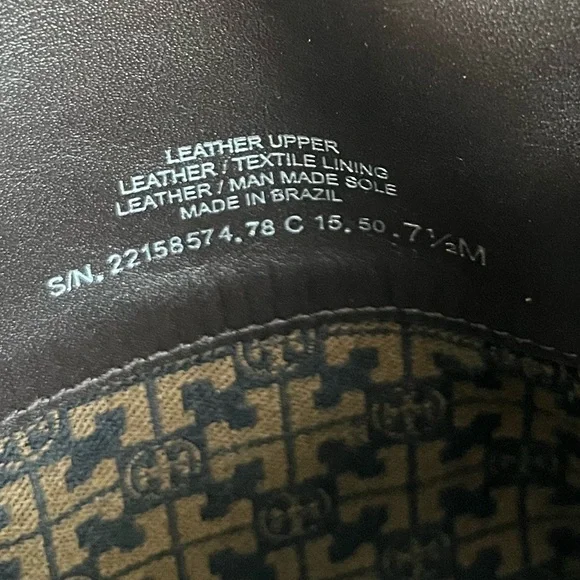 LEATHER UPPER
LEATHER / TEXTILE LINING
LEATHER / MAN MADE SOLE
MADE IN BRAZIL
S/N. 22158574.78 C 15.50.7½M